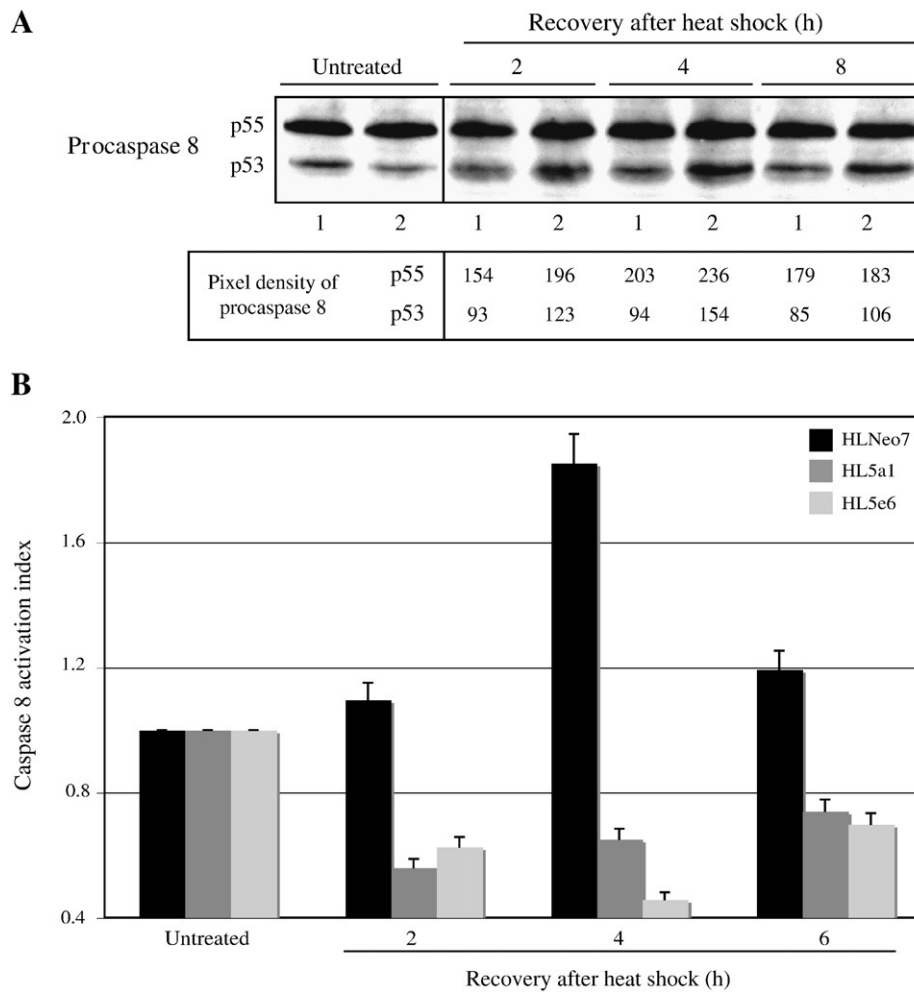 A
Recovery after heat shock (h)
Untreated 2 4 8
Procaspase 8
p55
p53
1 2 1 2 1 2 1 2
Pixel density of
procaspase 8
p55 154 196 203 236 179 183
p53 93 123 94 154 85 106
B
Caspase 8 activation index
2.0
1.6
1.2
0.8
0.4
HLNeo7
HL5a1
HL5e6
Untreated 2 4 6
Recovery after heat shock (h)